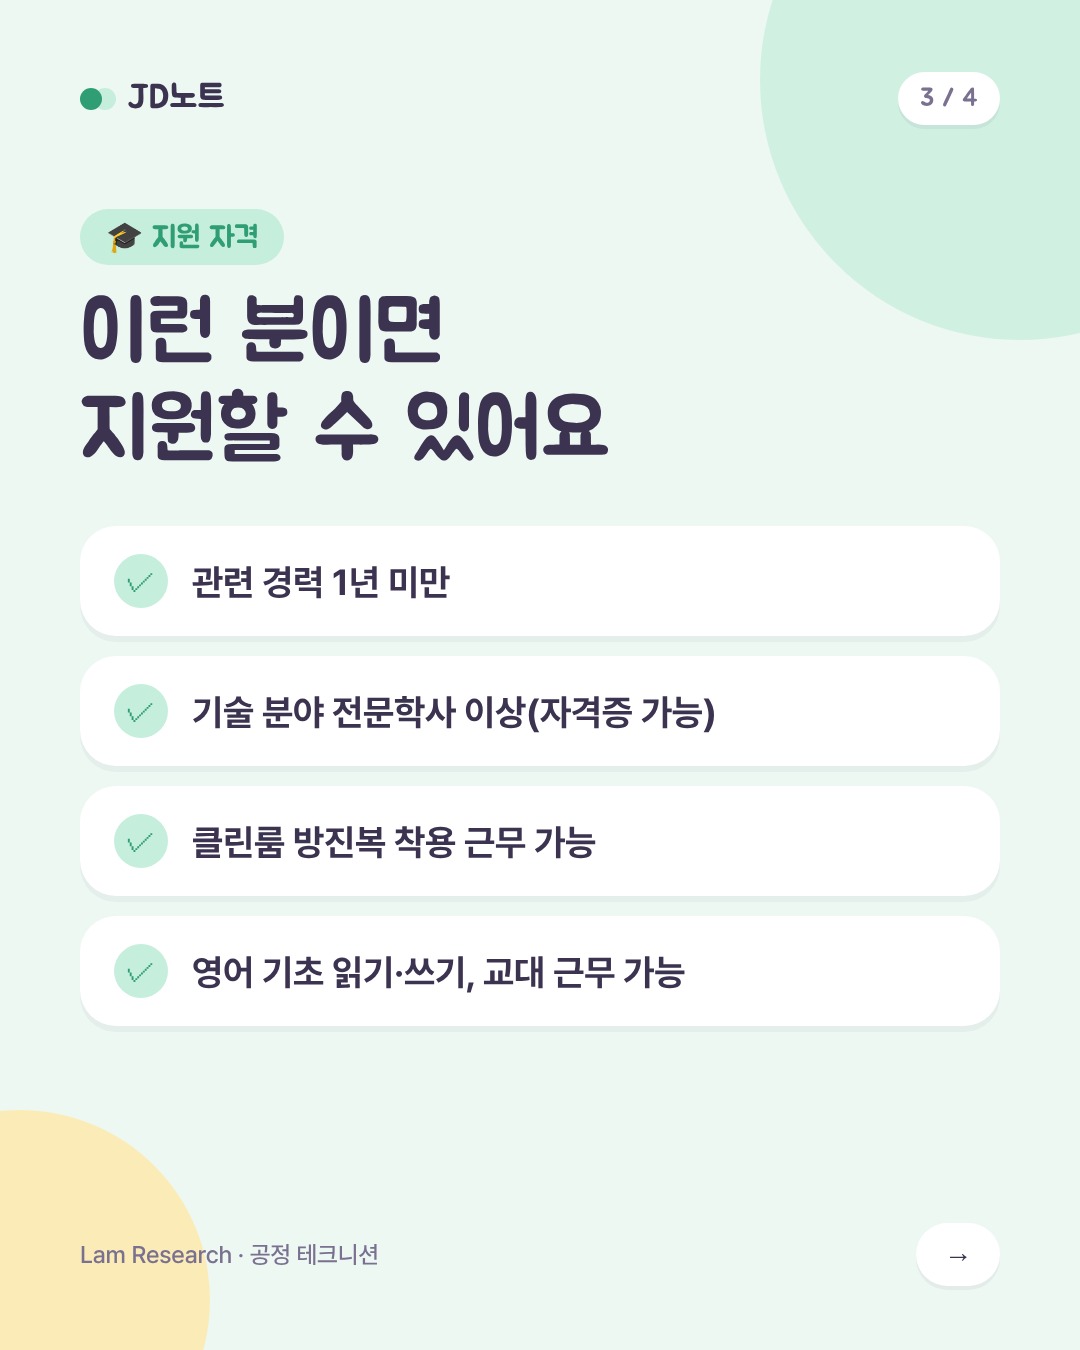 JD노트
3 / 4
🎓 지원 자격
이런 분이면
지원할 수 있어요
✓ 관련 경력 1년 미만
✓ 기술 분야 전문학사 이상(자격증 가능)
✓ 클린룸 방진복 착용 근무 가능
✓ 영어 기초 읽기·쓰기, 교대 근무 가능
Lam Research · 공정 테크니션
→